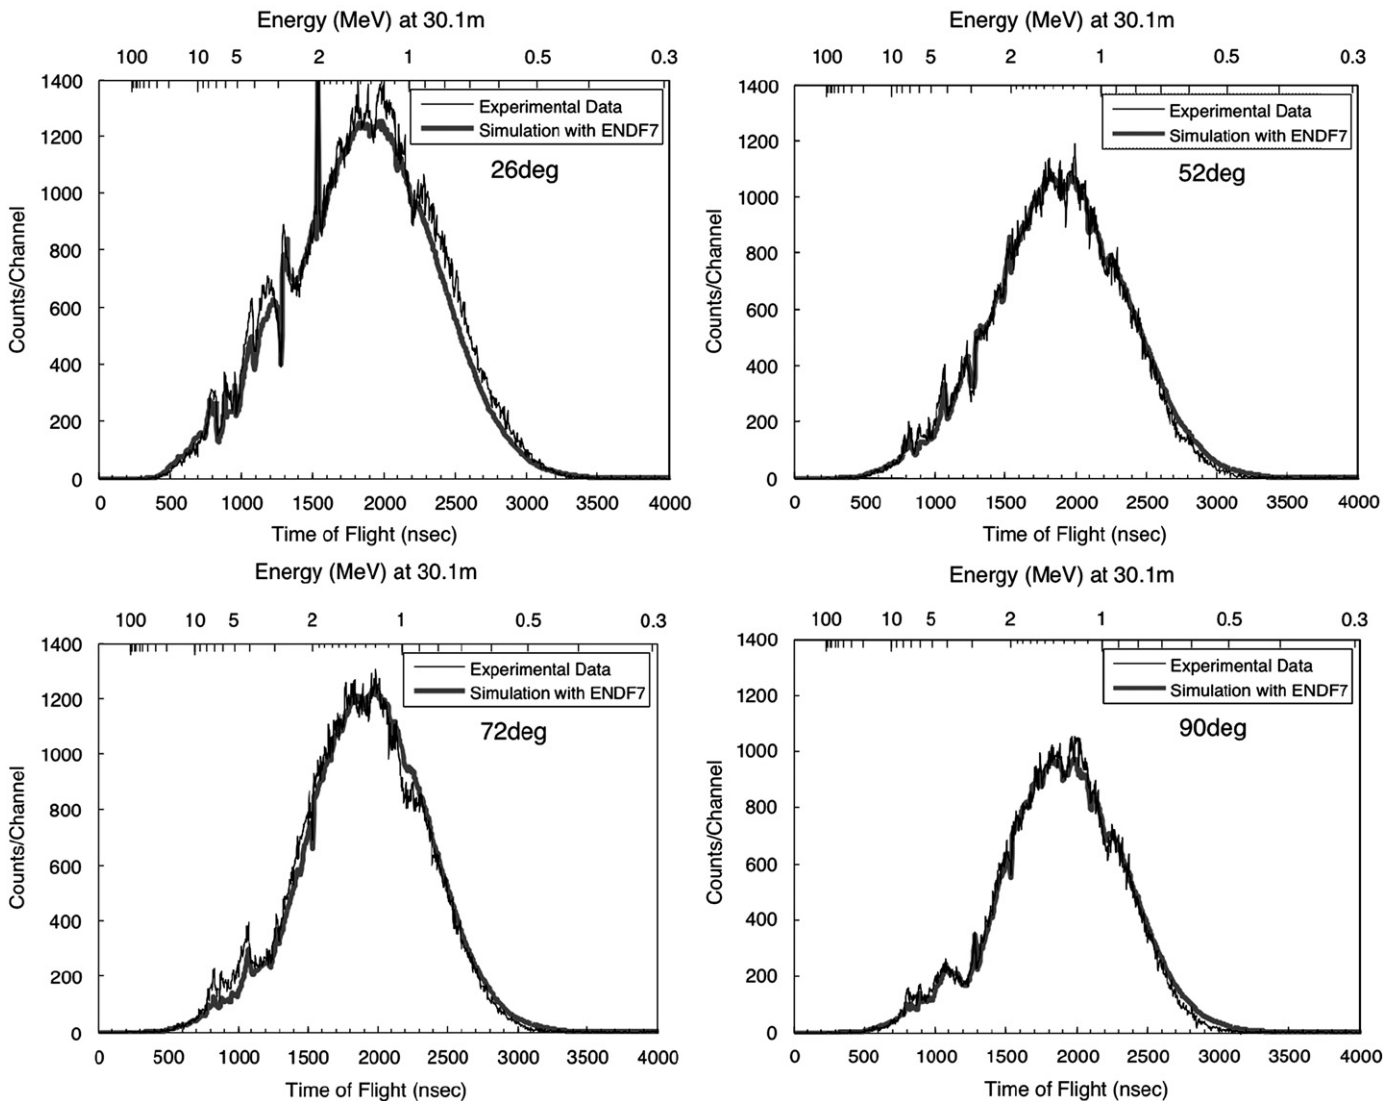 Energy (MeV) at 30.1m
100 10 5 2 1 0.5 0.3
1400
1200
1000
800
600
400
200
0
Counts/Channel
Experimental Data
Simulation with ENDF7
26deg
0 500 1000 1500 2000 2500 3000 3500 4000
Time of Flight (nsec)
Energy (MeV) at 30.1m
100 10 5 2 1 0.5 0.3
1400
1200
1000
800
600
400
200
0
Counts/Channel
Experimental Data
Simulation with ENDF7
52deg
0 500 1000 1500 2000 2500 3000 3500 4000
Time of Flight (nsec)
Energy (MeV) at 30.1m
100 10 5 2 1 0.5 0.3
1400
1200
1000
800
600
400
200
0
Counts/Channel
Experimental Data
Simulation with ENDF7
72deg
0 500 1000 1500 2000 2500 3000 3500 4000
Time of Flight (nsec)
Energy (MeV) at 30.1m
100 10 5 2 1 0.5 0.3
1400
1200
1000
800
600
400
200
0
Counts/Channel
Experimental Data
Simulation with ENDF7
90deg
0 500 1000 1500 2000 2500 3000 3500 4000
Time of Flight (nsec)